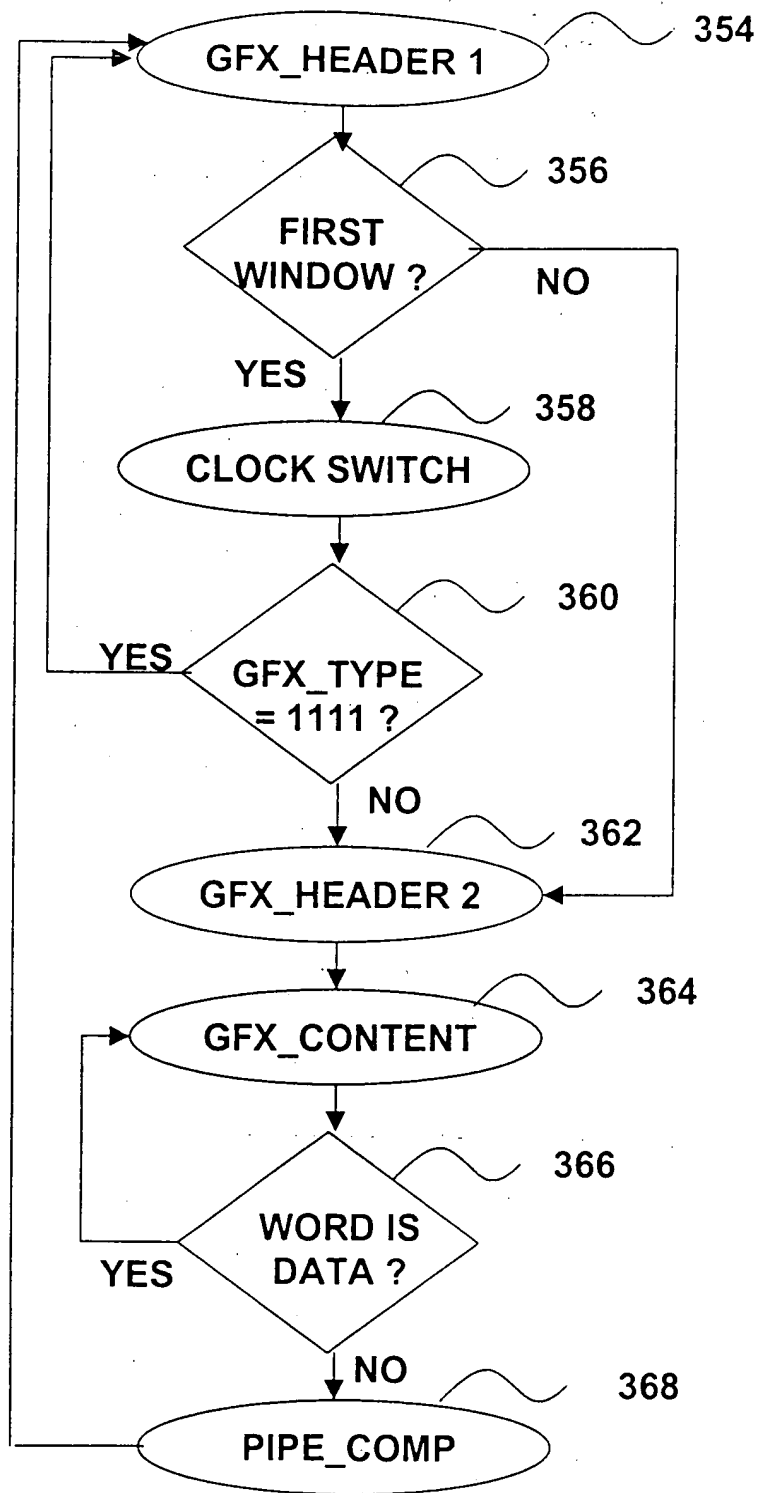 GFX_HEADER 1
354
356
FIRST
WINDOW ?
NO
YES
358
CLOCK SWITCH
360
YES
GFX_TYPE
= 1111 ?
NO
362
GFX_HEADER 2
364
GFX_CONTENT
366
WORD IS
DATA ?
YES
NO
368
PIPE_COMP